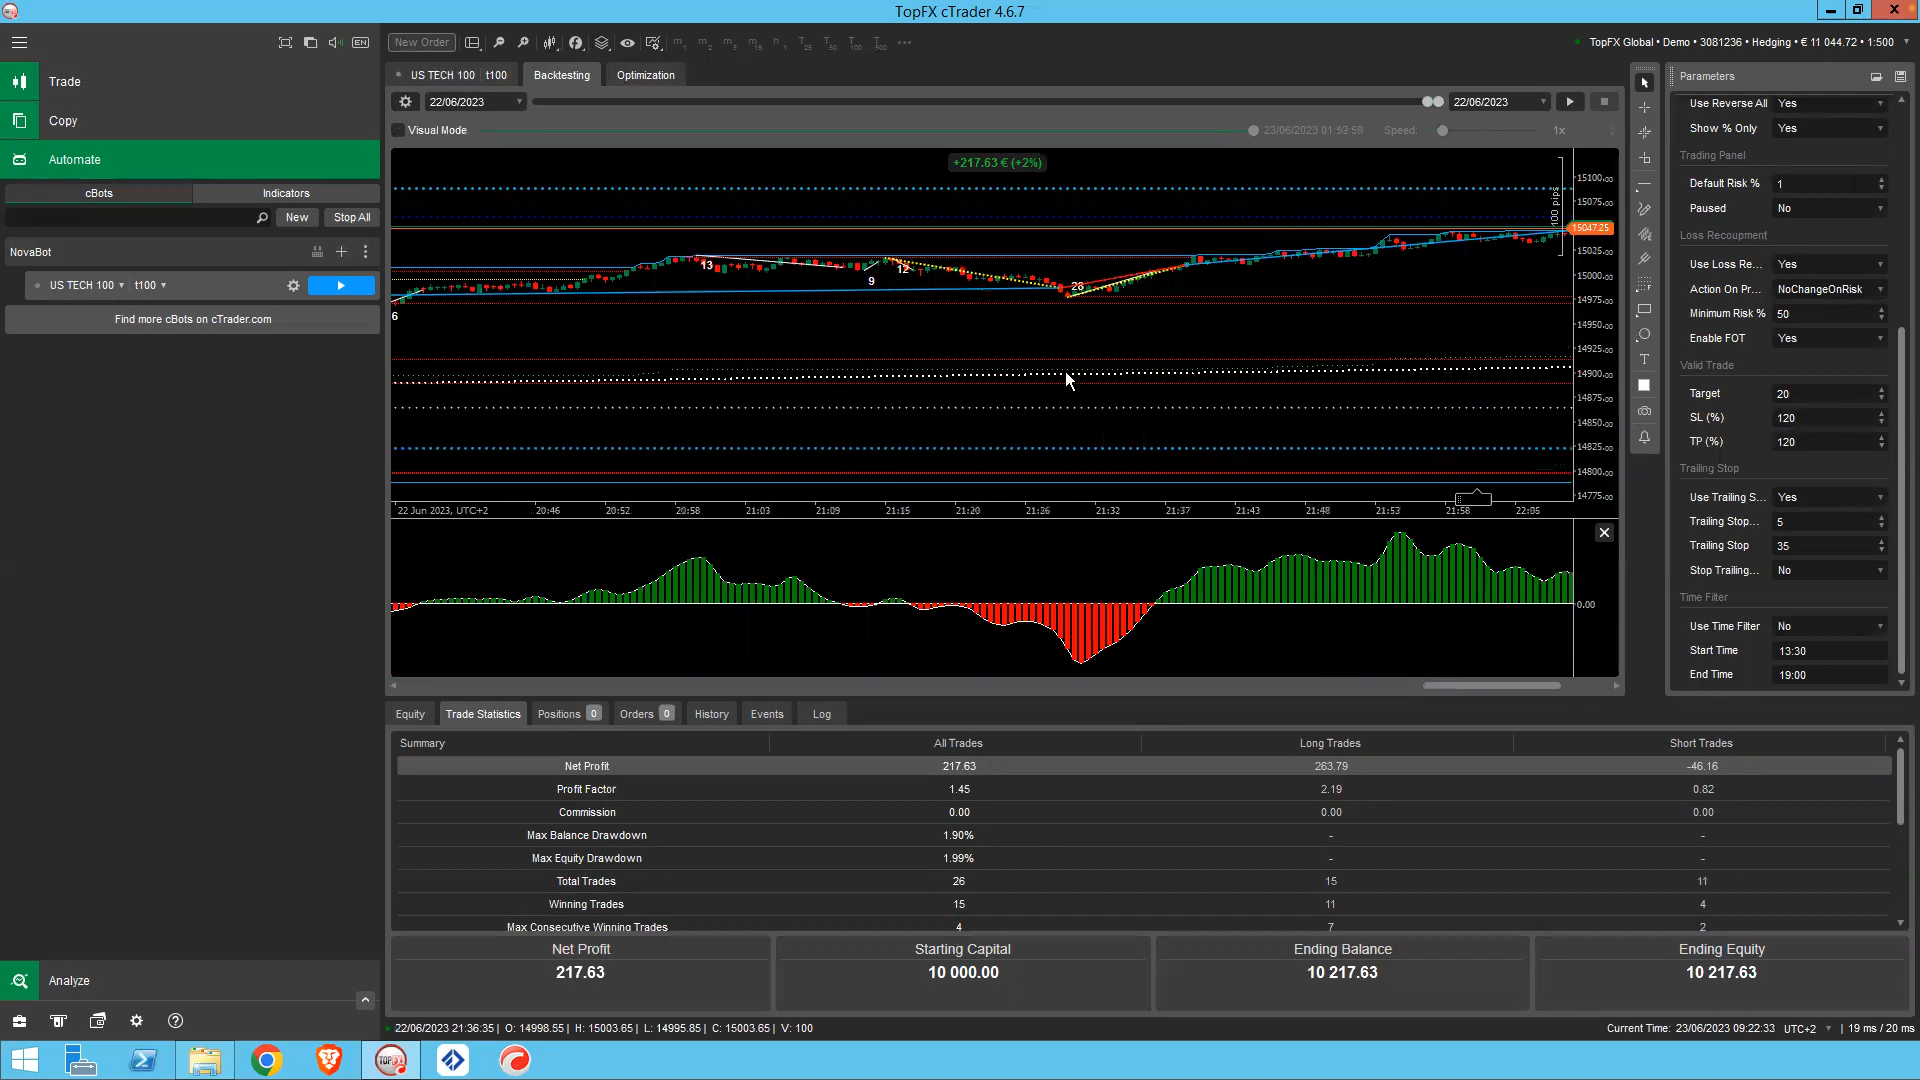 TopFX cTrader 4.6.7
New Order
EN
TopFX Global • Demo • 3081236 • Hedging • € 11 044.72 • 1:500
Trade
Copy
Automate
cBots
Indicators
New
Stop All
NovaBot
US TECH 100
t100
Find more cBots on cTrader.com
Analyze
US TECH 100
t100
Backtesting
Optimization
22/06/2023
22/06/2023
Visual Mode
23/06/2023 01:59:59
Speed:
1x
+217.63 € (+2%)
100 pips
15100.00
15075.00
15047.25
15025.00
15000.00
14975.00
14950.00
14925.00
14900.00
14875.00
14850.00
14825.00
14800.00
14775.00
13
9
12
28
6
22 Jun 2023, UTC+2
20:46
20:52
20:58
21:03
21:09
21:15
21:20
21:26
21:32
21:37
21:43
21:48
21:53
21:58
22:05
0.00
Parameters
Use Reverse All
Yes
Show % Only
Yes
Trading Panel
Default Risk %
1
Paused
No
Loss Recoupment
Use Loss Re...
Yes
Action On Pr...
NoChangeOnRisk
Minimum Risk %
50
Enable FOT
Yes
Valid Trade
Target
20
SL (%)
120
TP (%)
120
Trailing Stop
Use Trailing S...
Yes
Trailing Stop...
5
Trailing Stop
35
Stop Trailing...
No
Time Filter
Use Time Filter
No
Start Time
13:30
End Time
19:00
Equity
Trade Statistics
Positions 0
Orders 0
History
Events
Log
Summary
All Trades
Long Trades
Short Trades
Net Profit
217.63
263.79
-46.16
Profit Factor
1.45
2.19
0.82
Commission
0.00
0.00
0.00
Max Balance Drawdown
1.90%
-
-
Max Equity Drawdown
1.99%
-
-
Total Trades
26
15
11
Winning Trades
15
11
4
Max Consecutive Winning Trades
4
7
2
Net Profit
217.63
Starting Capital
10 000.00
Ending Balance
10 217.63
Ending Equity
10 217.63
22/06/2023 21:36:35 | O: 14998.55 | H: 15003.65 | L: 14995.85 | C: 15003.65 | V: 100
Current Time: 23/06/2023 09:22:33 UTC+2
19 ms / 20 ms
TOPFX